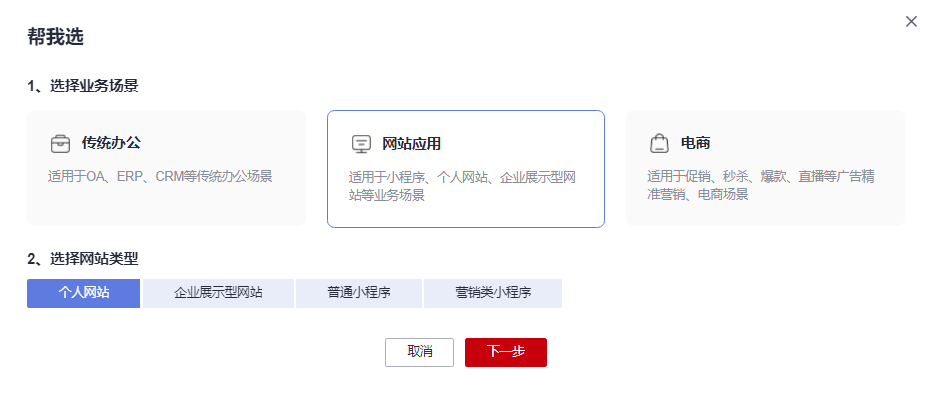 帮我选
1、选择业务场景
传统办公
适用于OA、ERP、CRM等传统办公场景
网站应用
适用于小程序、个人网站、企业展示型网
站等业务场景
电商
适用于促销、秒杀、爆款、直播等广告精
准营销、电商场景
2、选择网站类型
个人网站
企业展示型网站
普通小程序
营销类小程序
取消
下一步